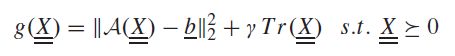 g(X̳) = ‖𝒜(X̳) − b̲‖₂² + γ Tr(X̳) s.t. X̳ ⪰ 0